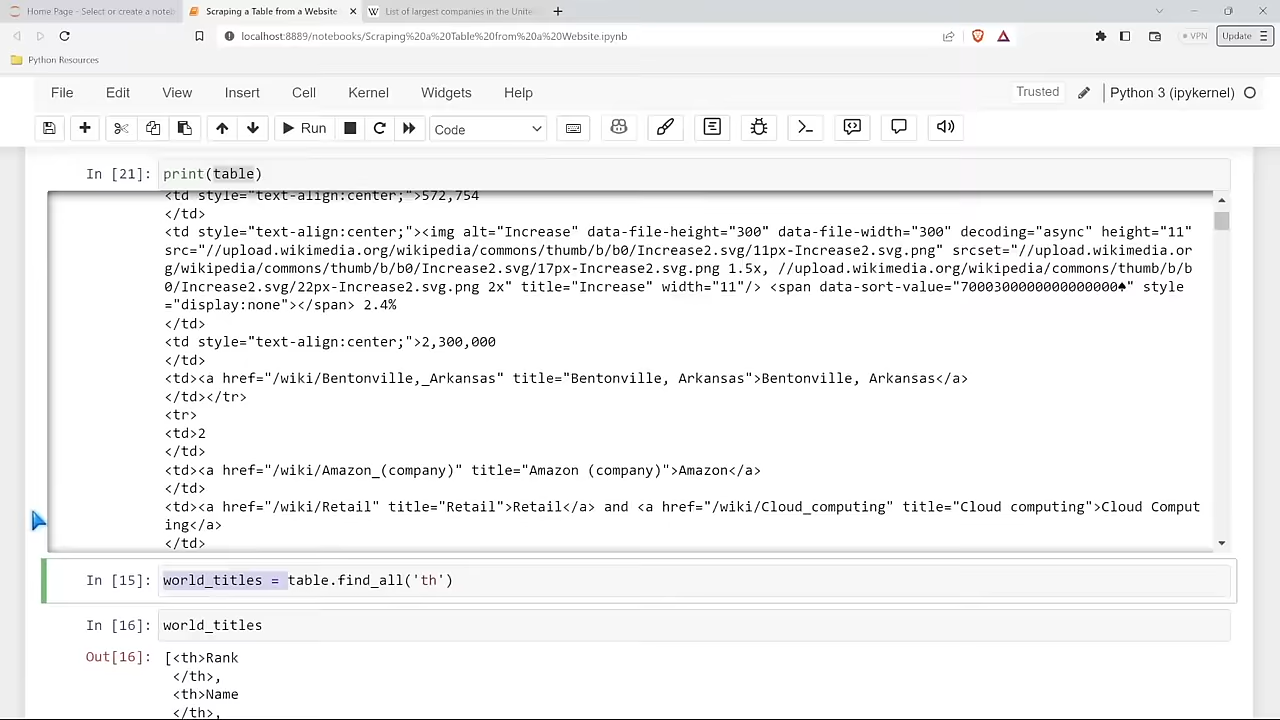 Home Page - Select or create a noteb
Scraping a Table from a Website
List of largest companies in the Unite
localhost:8889/notebooks/Scraping%20a%20Table%20from%20a%20Website.ipynb
VPN
Update
Python Resources
File Edit View Insert Cell Kernel Widgets Help
Trusted
Python 3 (ipykernel)
Run
Code
In [21]: print(table)
<td style="text-align:center;">572,754
</td>
<td style="text-align:center;"><img alt="Increase" data-file-height="300" data-file-width="300" decoding="async" height="11"
src="//upload.wikimedia.org/wikipedia/commons/thumb/b/b0/Increase2.svg/11px-Increase2.svg.png" srcset="//upload.wikimedia.or
g/wikipedia/commons/thumb/b/b0/Increase2.svg/17px-Increase2.svg.png 1.5x, //upload.wikimedia.org/wikipedia/commons/thumb/b/b
0/Increase2.svg/22px-Increase2.svg.png 2x" title="Increase" width="11"/> <span data-sort-value="7000300000000000000♠" style
="display:none"></span> 2.4%
</td>
<td style="text-align:center;">2,300,000
</td>
<td><a href="/wiki/Bentonville,_Arkansas" title="Bentonville, Arkansas">Bentonville, Arkansas</a>
</td></tr>
<tr>
<td>2
</td>
<td><a href="/wiki/Amazon_(company)" title="Amazon (company)">Amazon</a>
</td>
<td><a href="/wiki/Retail" title="Retail">Retail</a> and <a href="/wiki/Cloud_computing" title="Cloud computing">Cloud Comput
ing</a>
</td>
In [15]: world_titles = table.find_all('th')
In [16]: world_titles
Out[16]: [<th>Rank
</th>,
<th>Name
</th>,